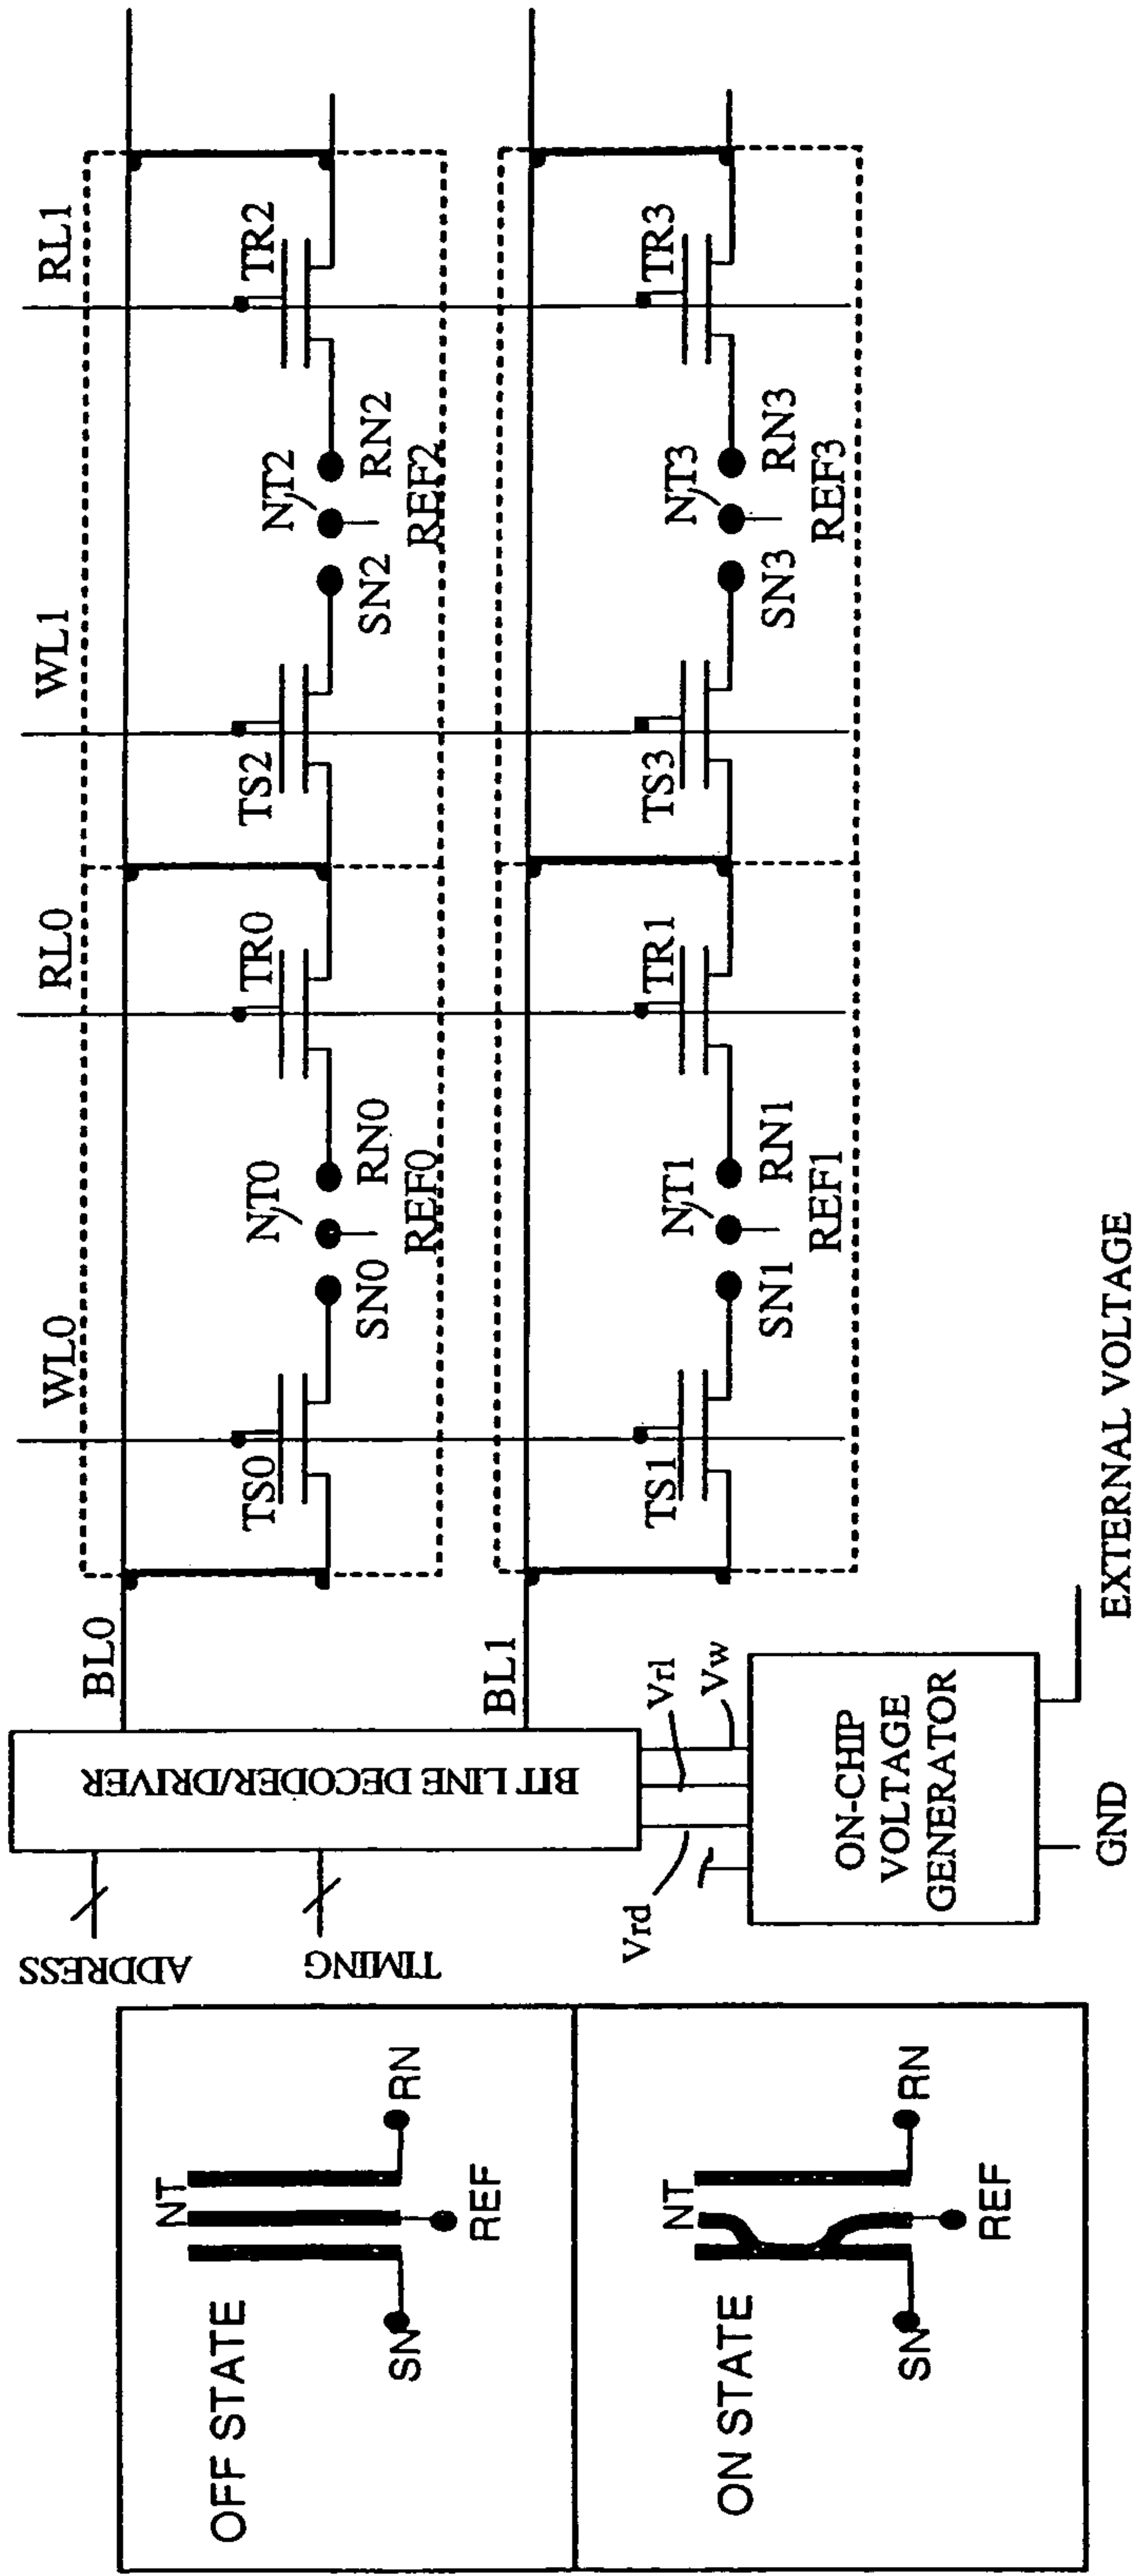 OFF STATE
NT
SN
RN
REF
ON STATE
NT
SN
RN
REF
ADDRESS
TIMING
BIT LINE DECODER/DRIVER
Vrd
Vrl
Vw
ON-CHIP
VOLTAGE
GENERATOR
GND
EXTERNAL VOLTAGE
BL0
BL1
WL0
RL0
WL1
RL1
TS0
NT0
TR0
SN0
RN0
REF0
TS2
NT2
TR2
SN2
RN2
REF2
TS1
NT1
TR1
SN1
RN1
REF1
TS3
NT3
TR3
SN3
RN3
REF3